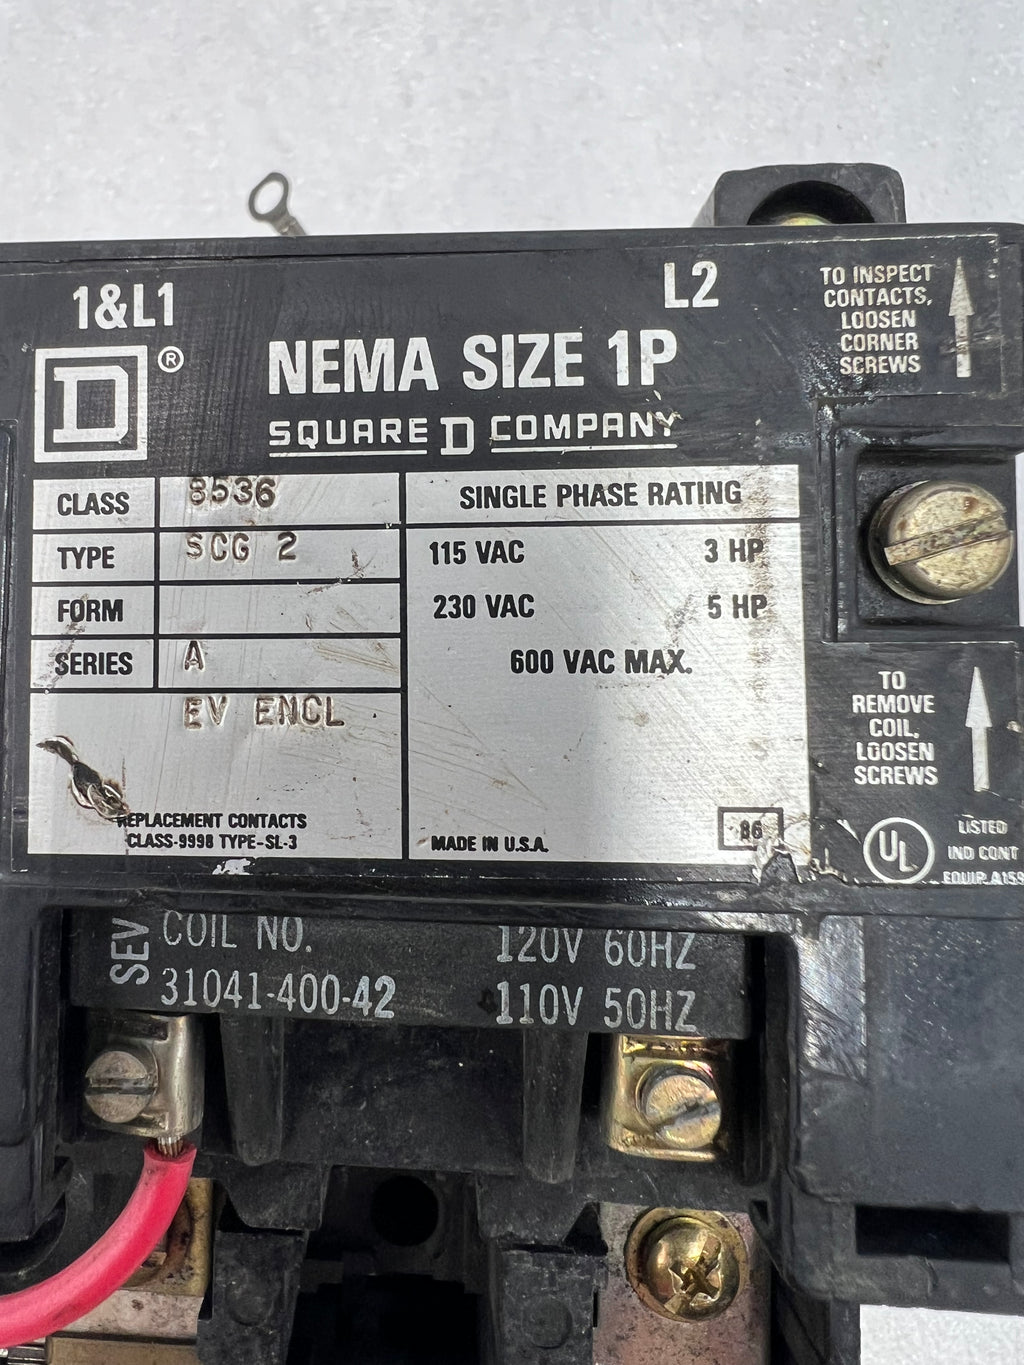 1&L1
L2
TO INSPECT
CONTACTS,
LOOSEN
CORNER
SCREWS
D ®
NEMA SIZE 1P
SQUARE D COMPANY
CLASS 8536
TYPE SCG 2
FORM
SERIES A
EV ENCL
REPLACEMENT CONTACTS
CLASS-9998 TYPE-SL-3
SINGLE PHASE RATING
115 VAC 3 HP
230 VAC 5 HP
600 VAC MAX.
MADE IN U.S.A.
86
TO
REMOVE
COIL,
LOOSEN
SCREWS
UL
LISTED
IND CONT
EQUIP. A159
SEV
COIL NO. 120V 60HZ
31041-400-42 110V 50HZ